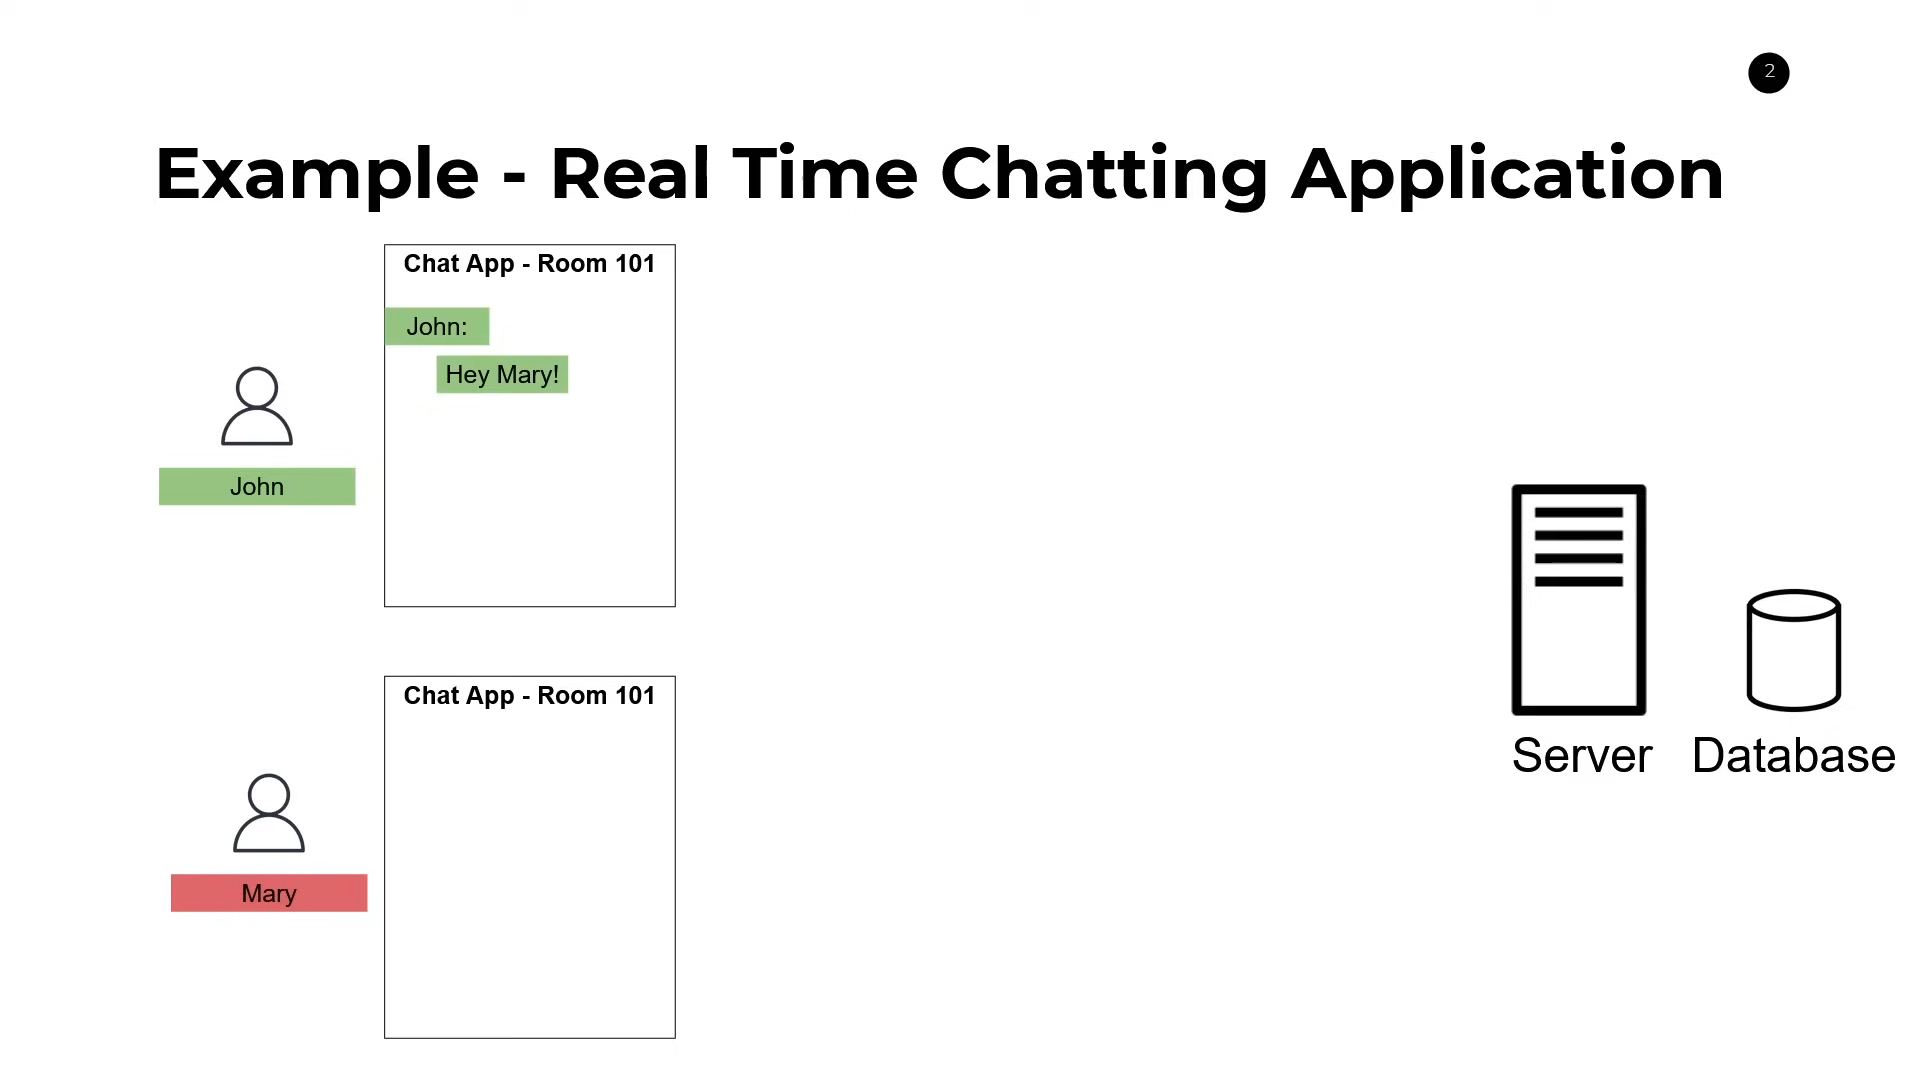 2
Example - Real Time Chatting Application
Chat App - Room 101
John:
Hey Mary!
John
Chat App - Room 101
Mary
Server
Database